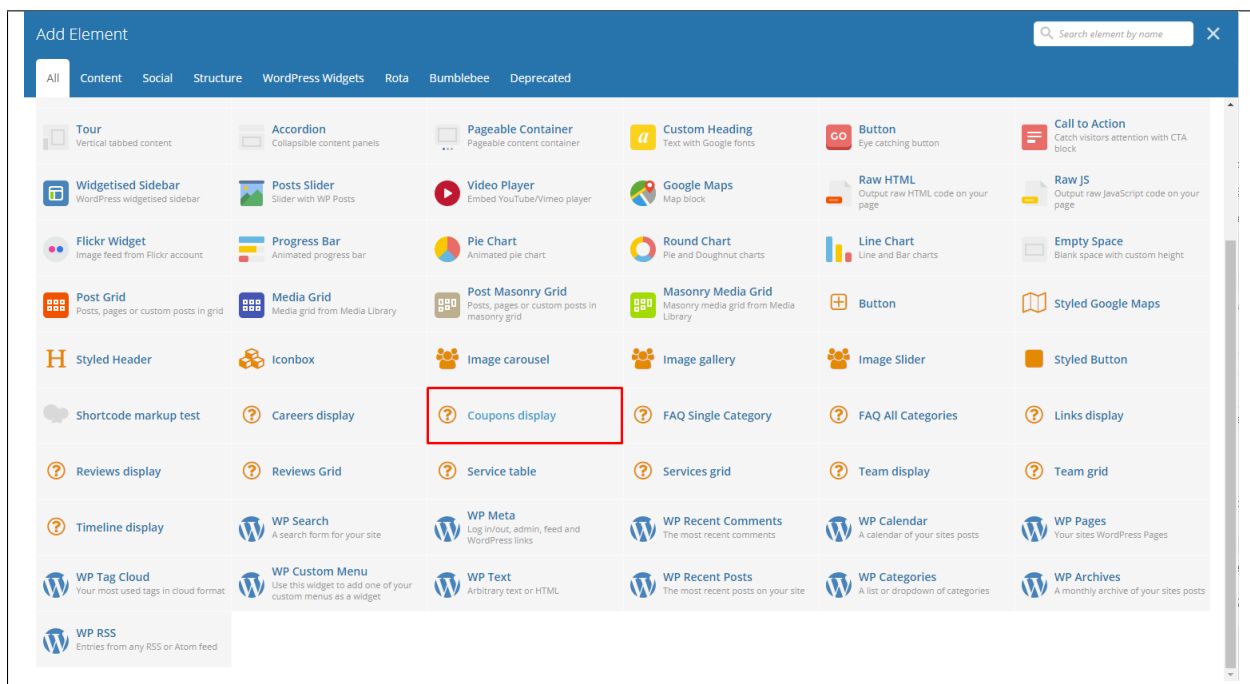 Add Element
Search element by name
All Content Social Structure WordPress Widgets Rota Bumblebee Deprecated
Tour
Vertical tabbed content
Accordion
Collapsible content panels
Pageable Container
Pageable content container
a
Custom Heading
Text with Google fonts
GO
Button
Eye catching button
Call to Action
Catch visitors attention with CTA
block
Widgetised Sidebar
WordPress widgetised sidebar
Posts Slider
Slider with WP Posts
Video Player
Embed YouTube/Vimeo player
Google Maps
Map block
Raw HTML
Output raw HTML code on your
page
Raw JS
Output raw JavaScript code on your
page
Flickr Widget
Image feed from Flickr account
Progress Bar
Animated progress bar
Pie Chart
Animated pie chart
Round Chart
Pie and Doughnut charts
Line Chart
Line and Bar charts
Empty Space
Blank space with custom height
Post Grid
Posts, pages or custom posts in grid
Media Grid
Media grid from Media Library
Post Masonry Grid
Posts, pages or custom posts in
masonry grid
Masonry Media Grid
Masonry media grid from Media
Library
Button
Styled Google Maps
H Styled Header
Iconbox
Image carousel
Image gallery
Image Slider
Styled Button
Shortcode markup test
? Careers display
? Coupons display
? FAQ Single Category
? FAQ All Categories
? Links display
? Reviews display
? Reviews Grid
? Service table
? Services grid
? Team display
? Team grid
? Timeline display
WP Search
A search form for your site
WP Meta
Log in/out, admin, feed and
WordPress links
WP Recent Comments
The most recent comments
WP Calendar
A calendar of your sites posts
WP Pages
Your sites WordPress Pages
WP Tag Cloud
Your most used tags in cloud format
WP Custom Menu
Use this widget to add one of your
custom menus as a widget
WP Text
Arbitrary text or HTML
WP Recent Posts
The most recent posts on your site
WP Categories
A list or dropdown of categories
WP Archives
A monthly archive of your sites posts
WP RSS
Entries from any RSS or Atom feed